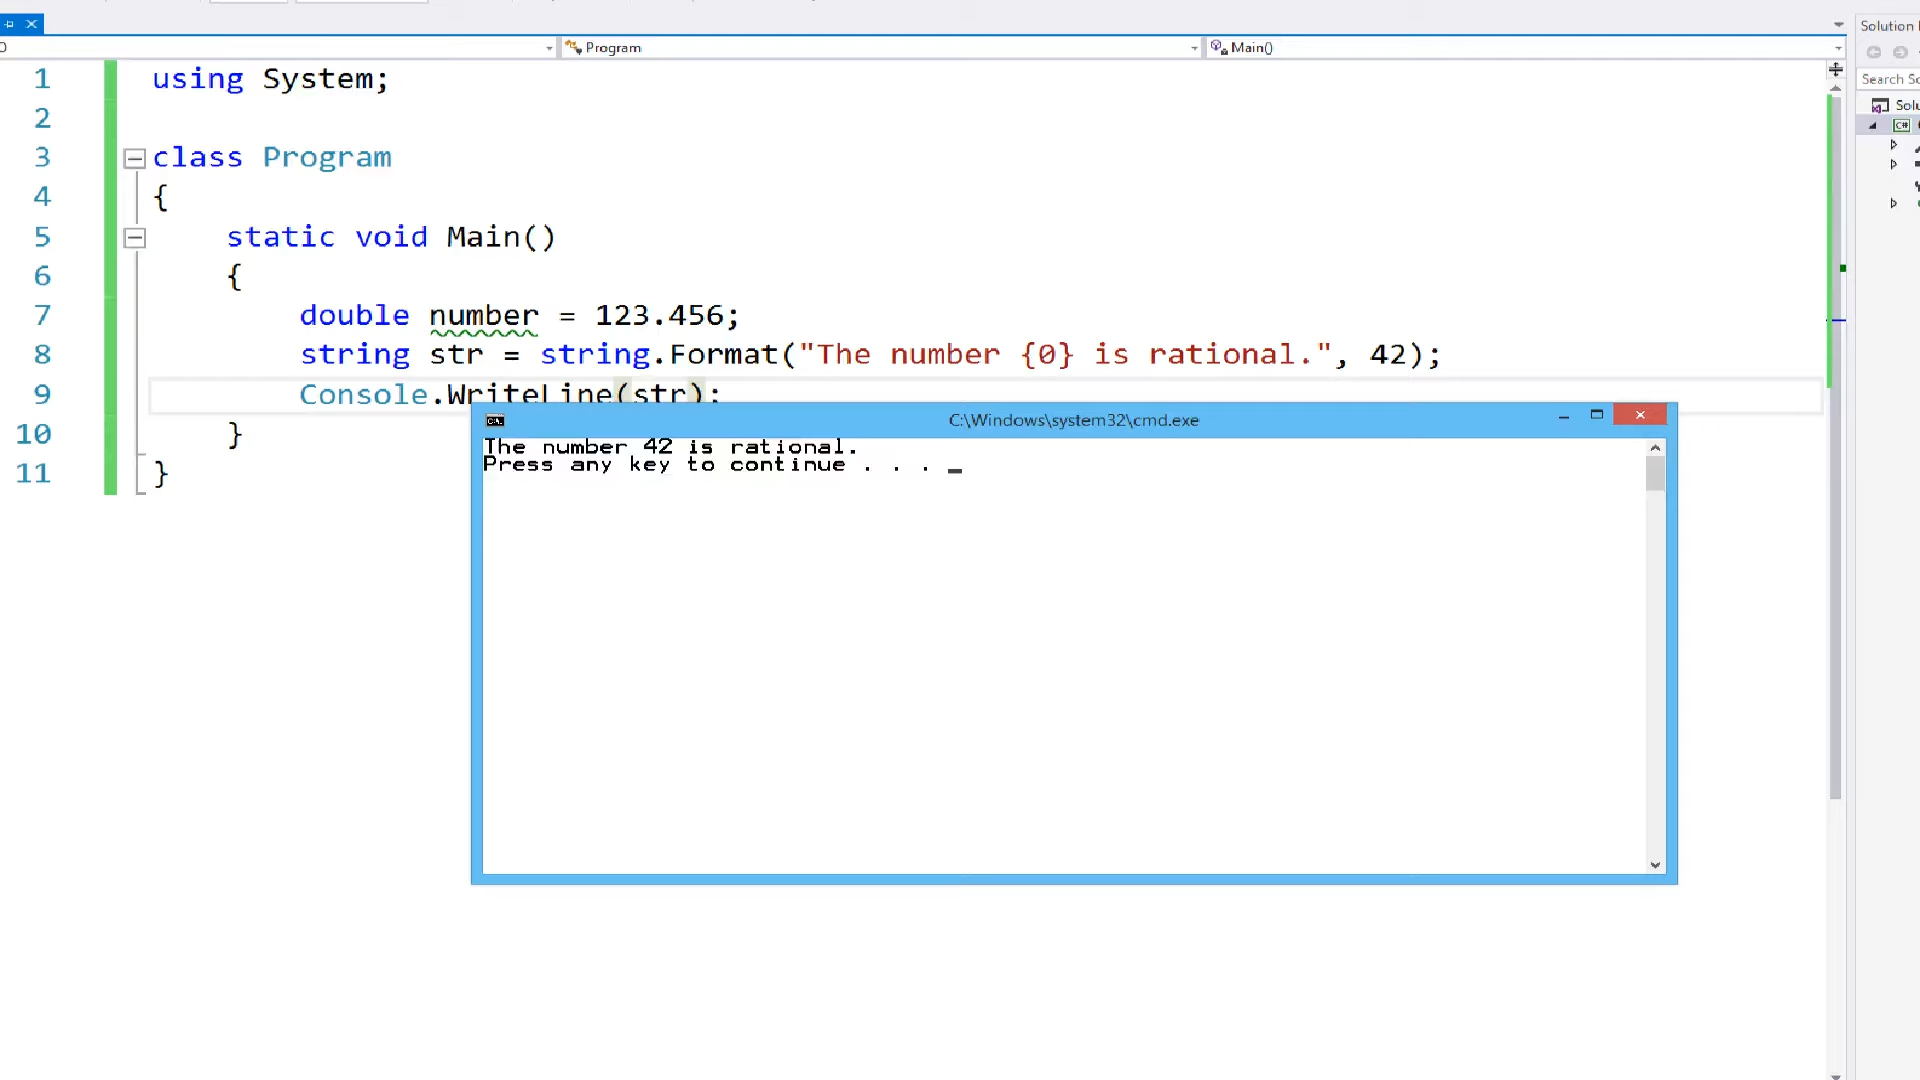 Program
Main()
Solution
Search So
Solu
1 using System;
2
3 class Program
4 {
5 static void Main()
6 {
7 double number = 123.456;
8 string str = string.Format("The number {0} is rational.", 42);
9 Console.WriteLine(str);
10 }
11 }
C:\Windows\system32\cmd.exe
The number 42 is rational.
Press any key to continue . . . _